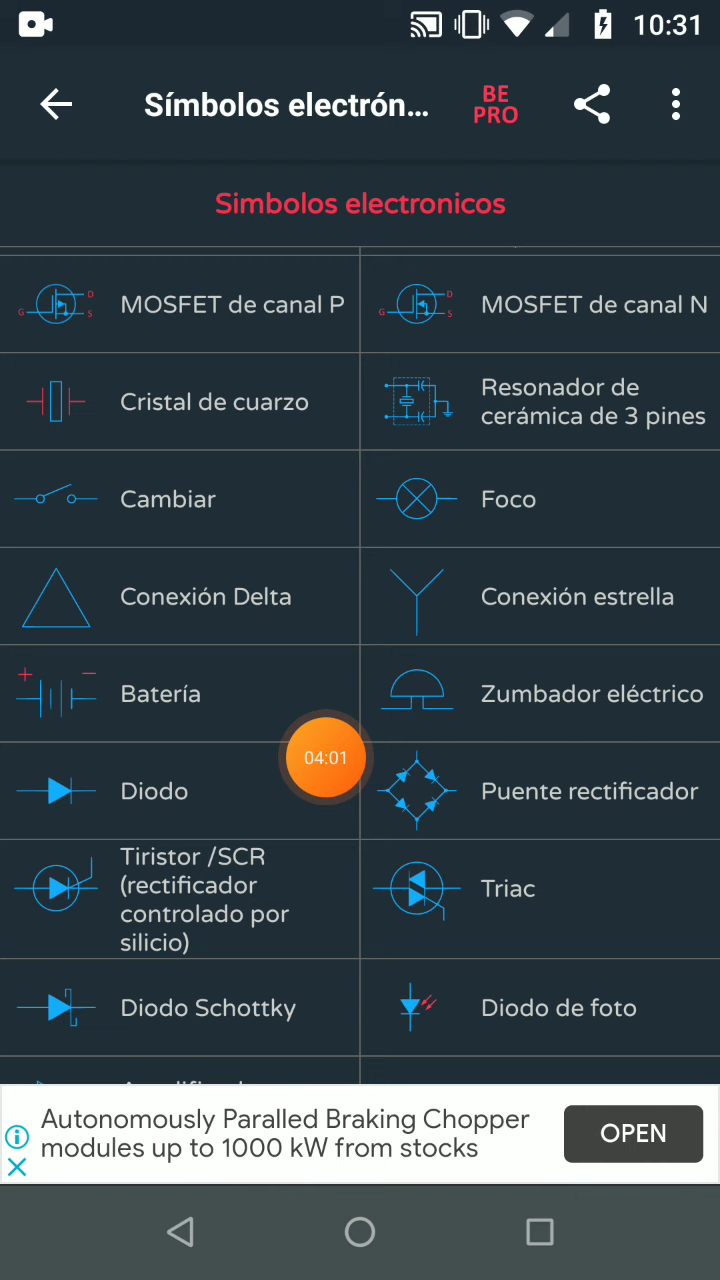 10:31
Símbolos electrón...
BE
PRO
Simbolos electronicos
G D S
MOSFET de canal P
G D S
MOSFET de canal N
Cristal de cuarzo
Resonador de
cerámica de 3 pines
Cambiar
Foco
Conexión Delta
Conexión estrella
+ −
Batería
Zumbador eléctrico
04:01
Diodo
Puente rectificador
Tiristor /SCR
(rectificador
controlado por
silicio)
Triac
Diodo Schottky
Diodo de foto
Autonomously Paralled Braking Chopper
modules up to 1000 kW from stocks
OPEN